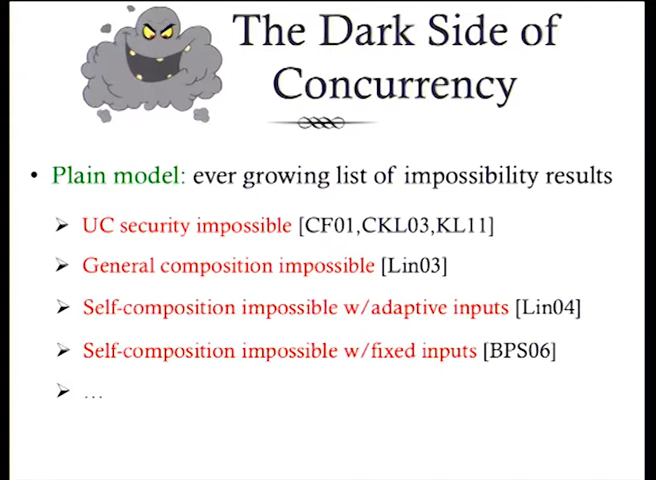 The Dark Side of
Concurrency
• Plain model: ever growing list of impossibility results
➢ UC security impossible [CF01,CKL03,KL11]
➢ General composition impossible [Lin03]
➢ Self-composition impossible w/adaptive inputs [Lin04]
➢ Self-composition impossible w/fixed inputs [BPS06]
➢ …